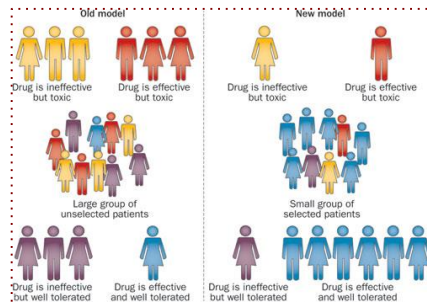 Old model
New model
Drug is ineffective
but toxic
Drug is effective
but toxic
Drug is ineffective
but toxic
Drug is effective
but toxic
Large group of
unselected patients
Small group of
selected patients
Drug is ineffective
but well tolerated
Drug is effective
and well tolerated
Drug is ineffective
but well tolerated
Drug is effective
and well tolerated